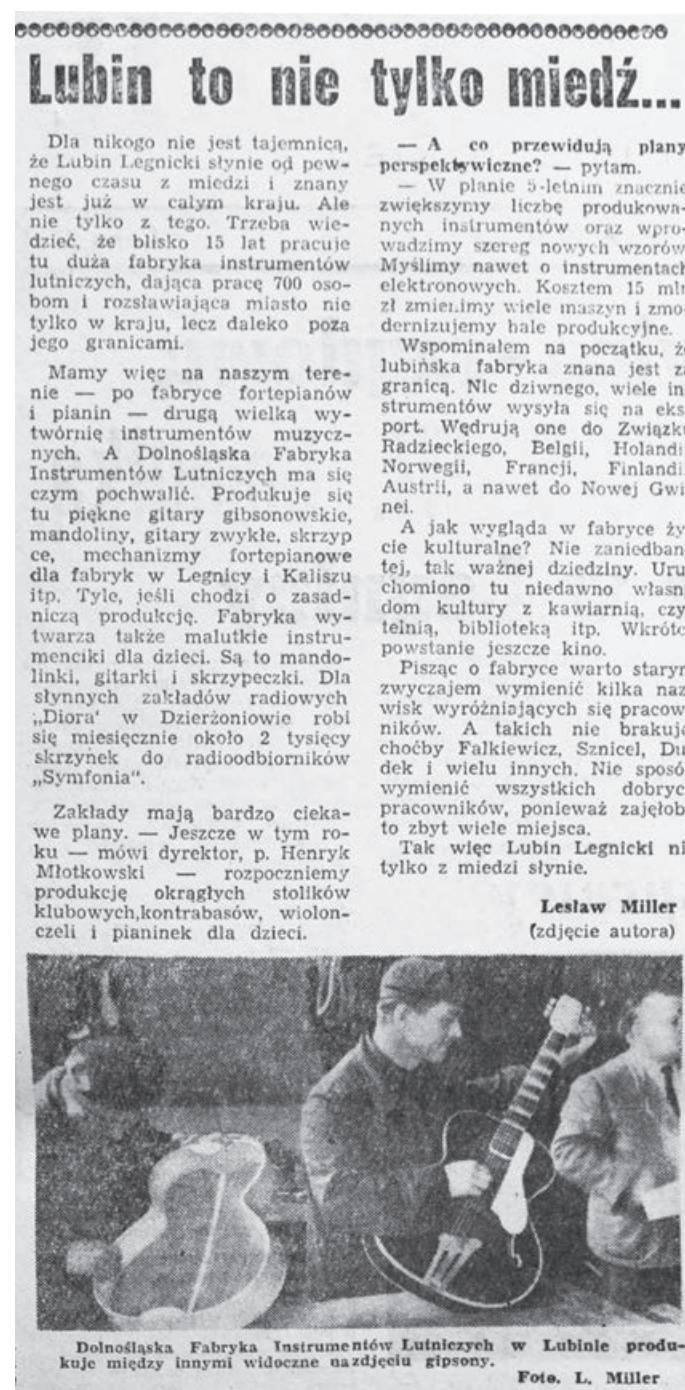 Lubin to nie tylko miedź...
Dla nikogo nie jest tajemnicą,
że Lubin Legnicki słynie od pew-
nego czasu z miedzi i znany
jest już w całym kraju. Ale
nie tylko z tego. Trzeba wie-
dzieć, że blisko 15 lat pracuje
tu duża fabryka instrumentów
lutniczych, dająca pracę 700 oso-
bom i rozsławiająca miasto nie
tylko w kraju, lecz daleko poza
jego granicami.
Mamy więc na naszym tere-
nie — po fabryce fortepianów
i pianin — drugą wielką wy-
twórnię instrumentów muzycz-
nych. A Dolnośląska Fabryka
Instrumentów Lutniczych ma się
czym pochwalić. Produkuje się
tu piękne gitary gibsonowskie,
mandoliny, gitary zwykłe, skrzyp
ce, mechanizmy fortepianowe
dla fabryk w Legnicy i Kaliszu
itp. Tyle, jeśli chodzi o zasad-
niczą produkcję. Fabryka wy-
twarza także malutkie instru-
menciki dla dzieci. Są to mando-
linki, gitarki i skrzypeczki. Dla
słynnych zakładów radiowych
„Diora' w Dzierżoniowie robi
się miesięcznie około 2 tysięcy
skrzynek do radioodbiorników
„Symfonia".
Zakłady mają bardzo cieka-
we plany. — Jeszcze w tym ro-
ku — mówi dyrektor, p. Henryk
Młotkowski — rozpoczniemy
produkcję okrągłych stolików
klubowych,kontrabasów, wiolon-
czeli i pianinek dla dzieci.
— A co przewidują plany
perspektywiczne? — pytam.
— W planie 5-letnim znacznie
zwiększymy liczbę produkowa-
nych instrumentów oraz wpro-
wadzimy szereg nowych wzorów
Myślimy nawet o instrumentach
elektronowych. Kosztem 15 mln
zł zmienimy wiele maszyn i zmo-
dernizujemy hale produkcyjne.
Wspominałem na początku, że
lubińska fabryka znana jest za
granicą. Nic dziwnego, wiele in
strumentów wysyła się na eks
port. Wędrują one do Związku
Radzieckiego, Belgii, Holandi
Norwegii, Francji, Finlandi
Austrii, a nawet do Nowej Gwi
nei.
A jak wygląda w fabryce ży
cie kulturalne? Nie zaniedban
tej, tak ważnej dziedziny. Uru
chomiono tu niedawno własn
dom kultury z kawiarnią, czy
telnią, biblioteką itp. Wkrótc
powstanie jeszcze kino.
Pisząc o fabryce warto starym
zwyczajem wymienić kilka naz
wisk wyróżniających się pracow
ników. A takich nie brakuje
choćby Falkiewicz, Sznicel, Du
dek i wielu innych. Nie sposó
wymienić wszystkich dobryc
pracowników, ponieważ zajęłob
to zbyt wiele miejsca.
Tak więc Lubin Legnicki ni
tylko z miedzi słynie.
Lesław Miller
(zdjęcie autora)
Dolnośląska Fabryka Instrumentów Lutniczych w Lubinie produ-
kuje między innymi widoczne na zdjęciu gipsony.
Foto. L. Miller